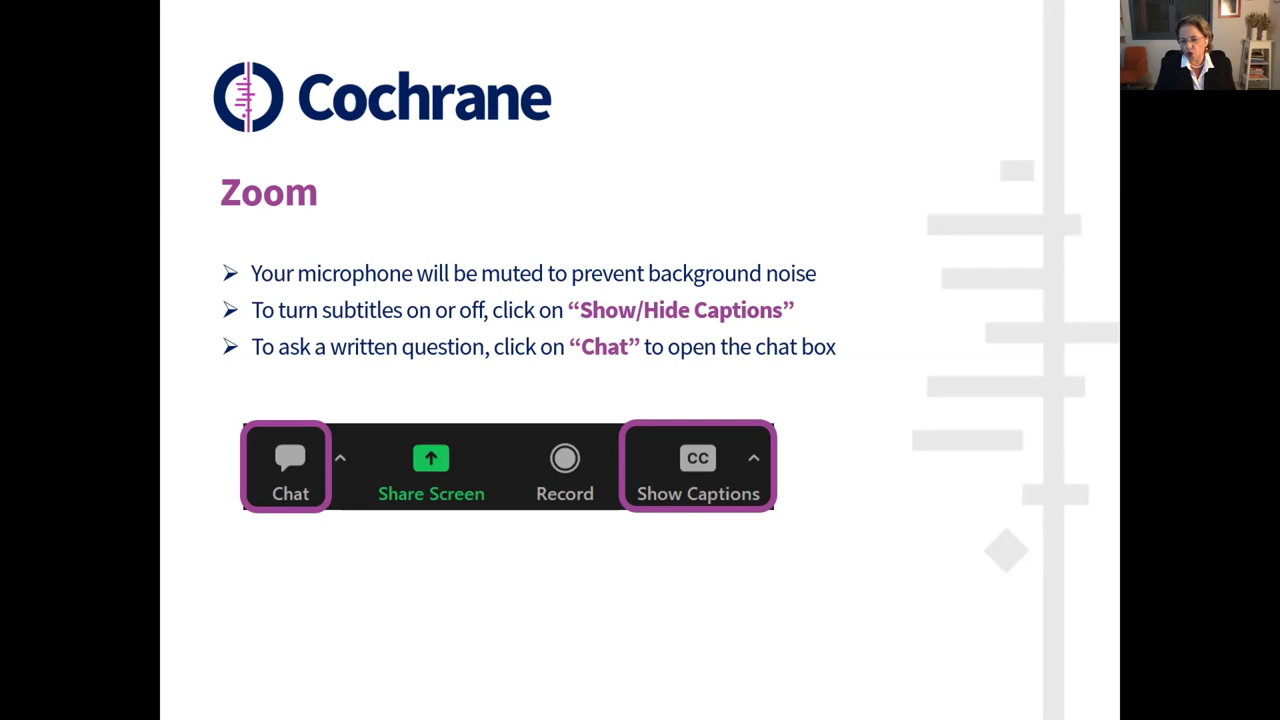 Cochrane
Zoom
Your microphone will be muted to prevent background noise
To turn subtitles on or off, click on “Show/Hide Captions”
To ask a written question, click on “Chat” to open the chat box
CC
Chat Share Screen Record Show Captions